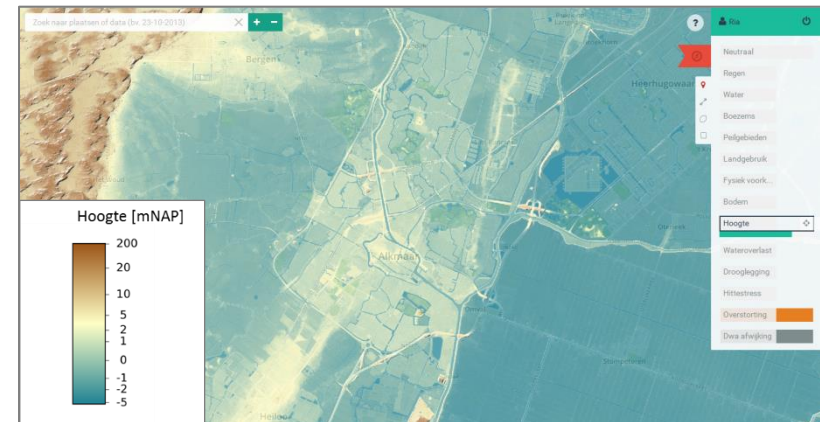 Zoek naar plaatsen of data (bv. 23-10-2013)
?
Ria
Neutraal
Regen
Water
Boezems
Peilgebieden
Landgebruik
Fysiek voork...
Bodem
Hoogte
Wateroverlast
Drooglegging
Hittestress
Overstorting
Dwa afwijking
Bergen
Heerhugowaar
Alkmaar
Heiloo
Hoogte [mNAP]
200
20
10
5
2
1
0
-1
-2
-5